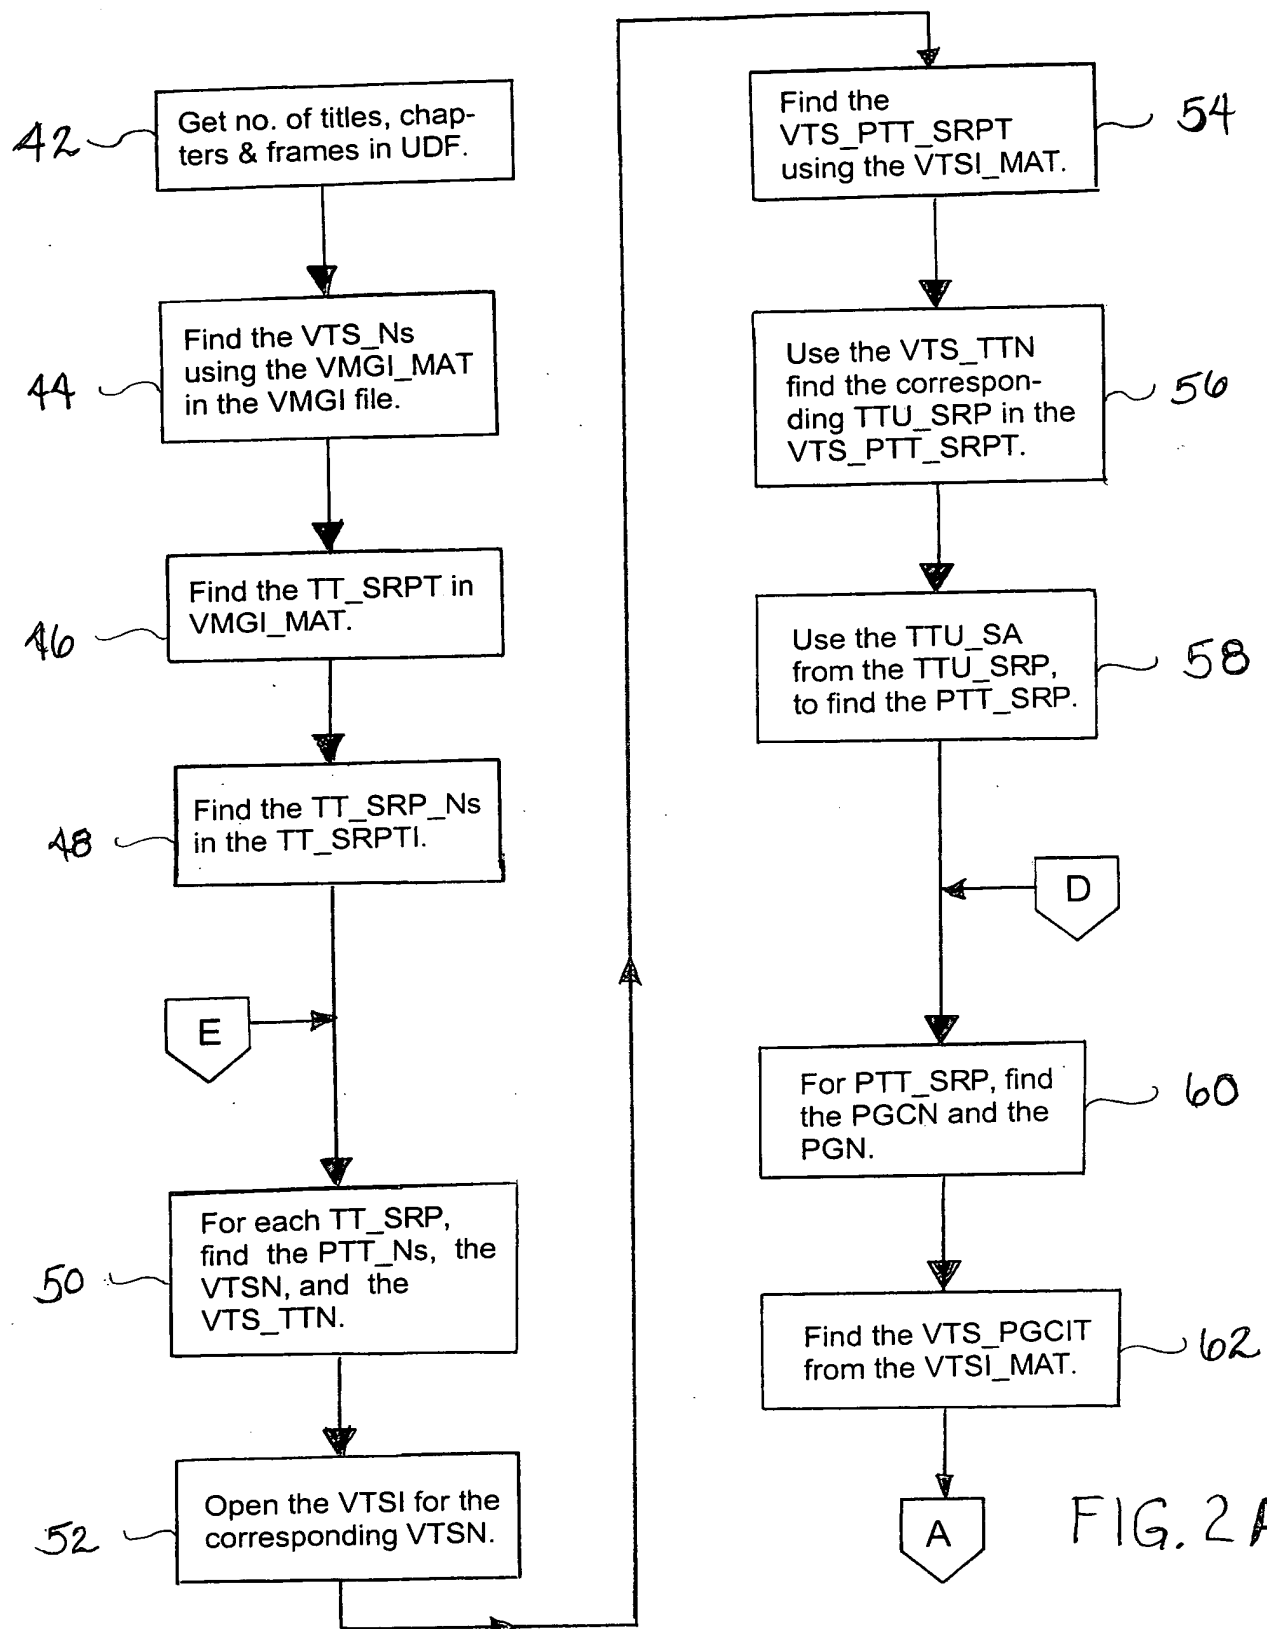 42
Get no. of titles, chap-
ters & frames in UDF.
44
Find the VTS_Ns
using the VMGI_MAT
in the VMGI file.
46
Find the TT_SRPT in
VMGI_MAT.
48
Find the TT_SRP_Ns
in the TT_SRPTI.
E
50
For each TT_SRP,
find the PTT_Ns, the
VTSN, and the
VTS_TTN.
52
Open the VTSI for the
corresponding VTSN.
Find the
VTS_PTT_SRPT
using the VTSI_MAT.
54
Use the VTS_TTN
find the correspon-
ding TTU_SRP in the
VTS_PTT_SRPT.
56
Use the TTU_SA
from the TTU_SRP,
to find the PTT_SRP.
58
D
For PTT_SRP, find
the PGCN and the
PGN.
60
Find the VTS_PGCIT
from the VTSI_MAT.
62
A
FIG. 2A